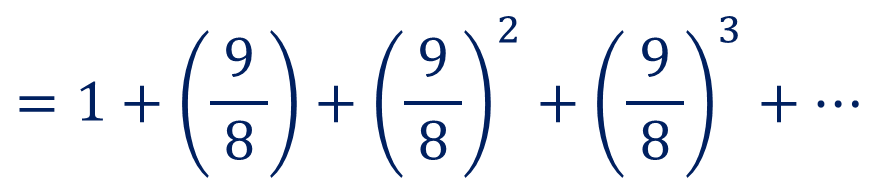 = 1 + (9/8) + (9/8)² + (9/8)³ + ⋯